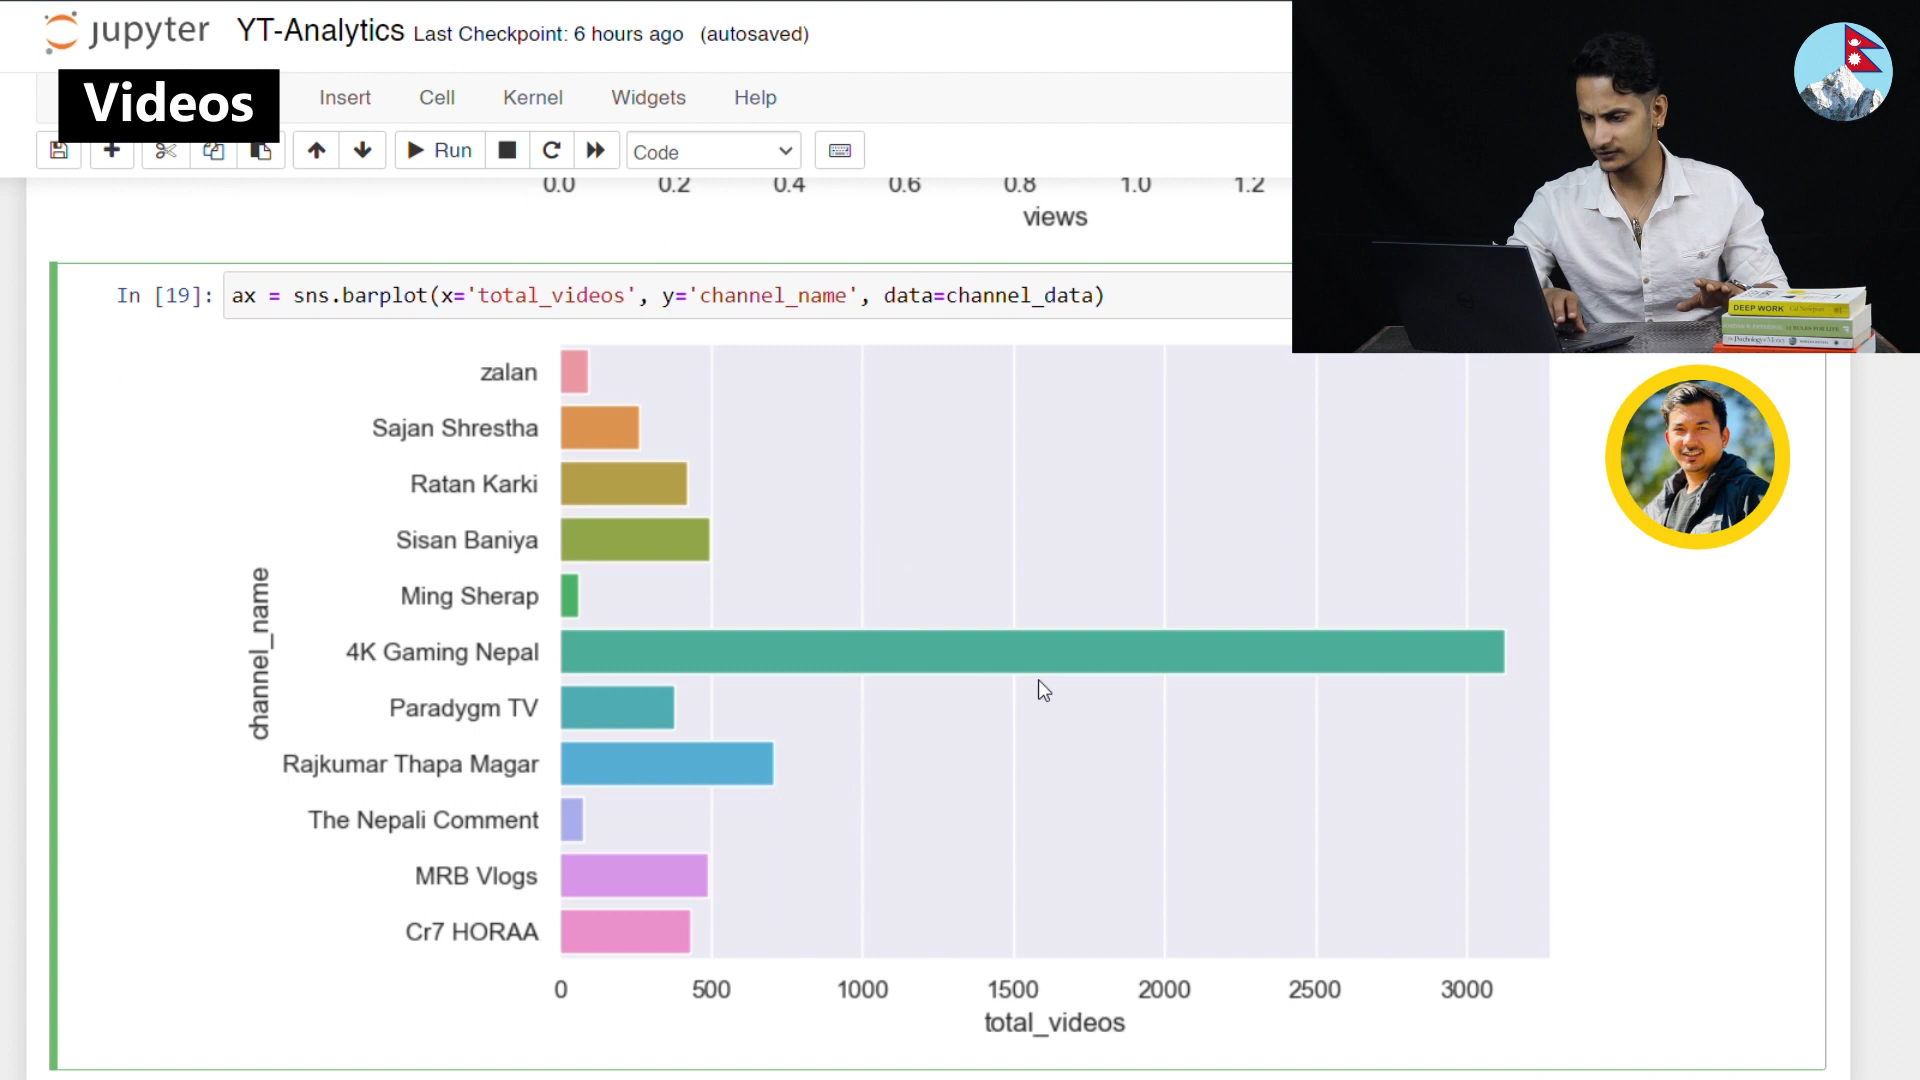 jupyter YT-Analytics Last Checkpoint: 6 hours ago (autosaved)
Videos
Insert Cell Kernel Widgets Help
Run Code
0.0 0.2 0.4 0.6 0.8 1.0 1.2
views
In [19]: ax = sns.barplot(x='total_videos', y='channel_name', data=channel_data)
DEEP WORK
channel_name
zalan
Sajan Shrestha
Ratan Karki
Sisan Baniya
Ming Sherap
4K Gaming Nepal
Paradygm TV
Rajkumar Thapa Magar
The Nepali Comment
MRB Vlogs
Cr7 HORAA
0 500 1000 1500 2000 2500 3000
total_videos